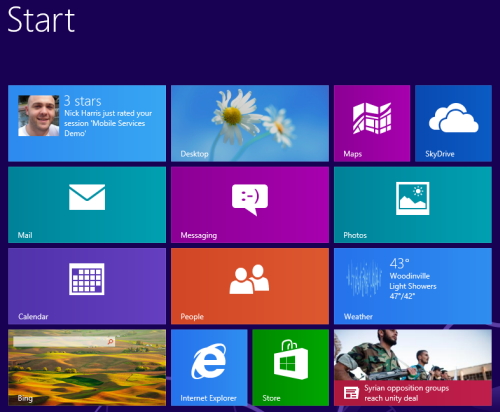 Start
3 stars
Nick Harris just rated your
session 'Mobile Services
Demo'
Desktop
Maps
SkyDrive
:-)
Mail
Messaging
Photos
Calendar
People
43°
Woodinville
Light Showers
47°/42°
Weather
Bing
Internet Explorer
Store
Syrian opposition groups
reach unity deal